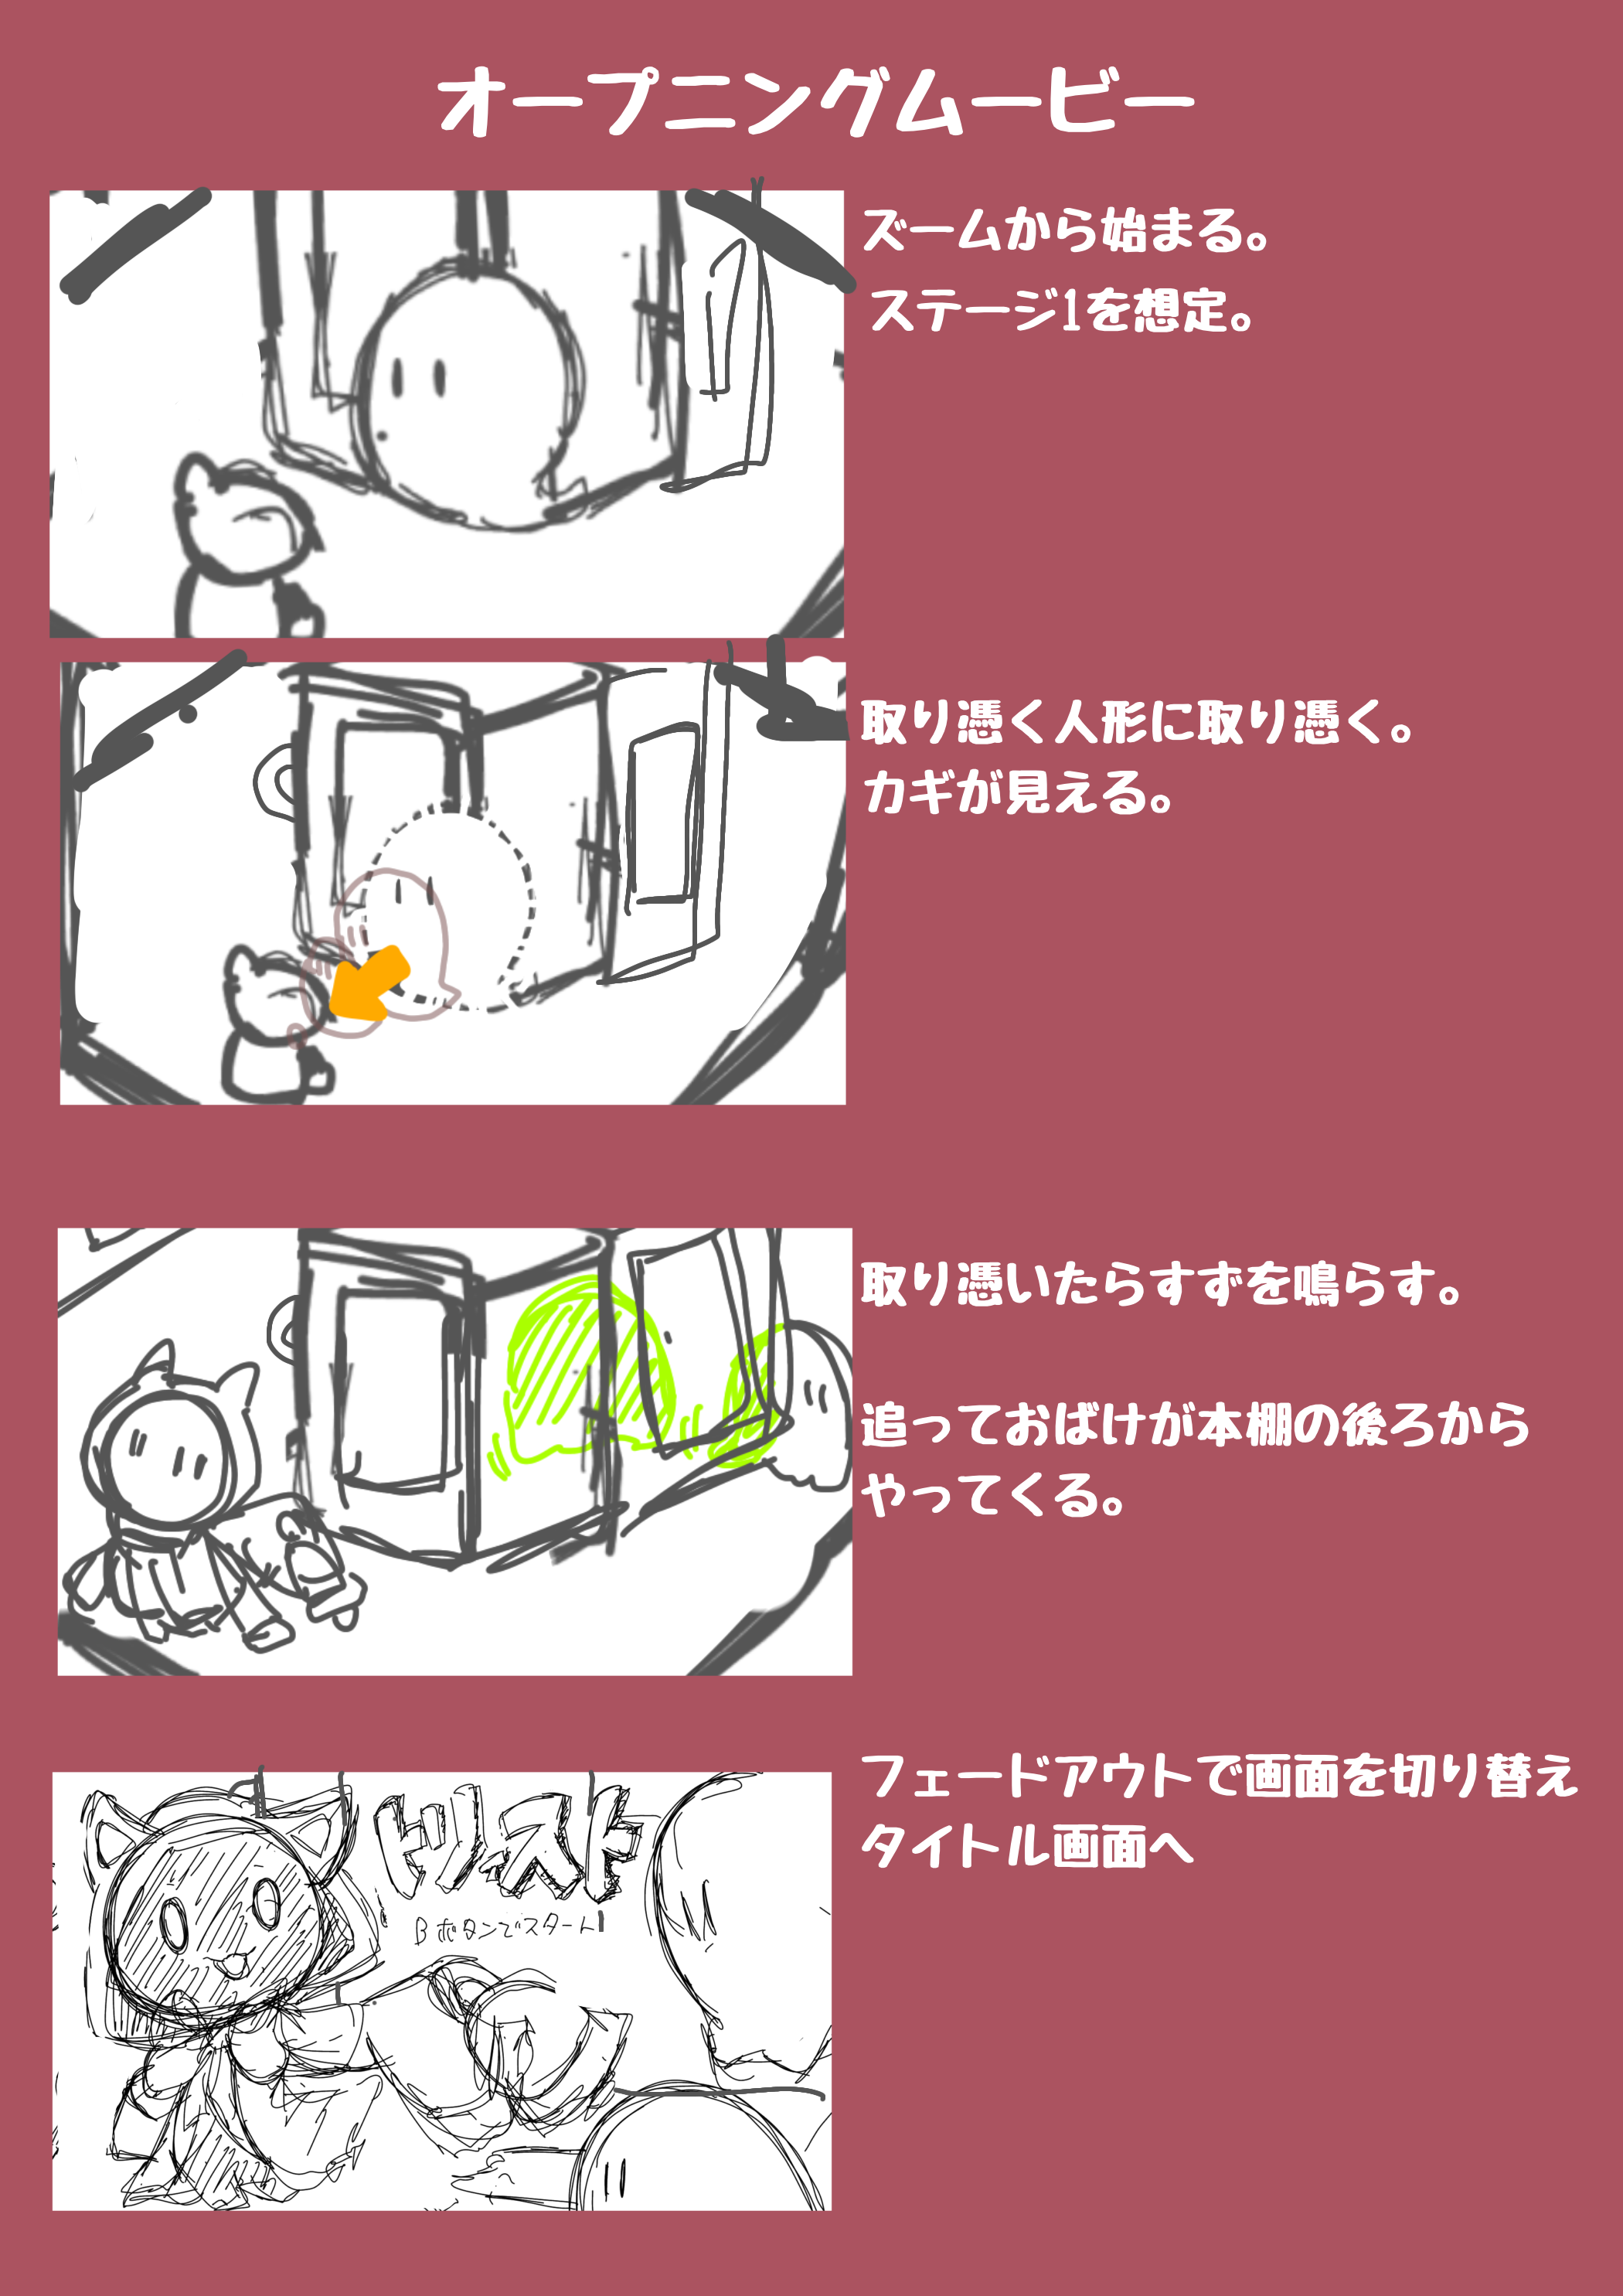 オープニングムービー
ズームから始まる。
ステージ1を想定。
取り憑く人形に取り憑く。
カギが見える。
取り憑いたらすずを鳴らす。
追っておばけが本棚の後ろから
やってくる。
フェードアウトで画面を切り替え
タイトル画面へ
Bボタンでスタート